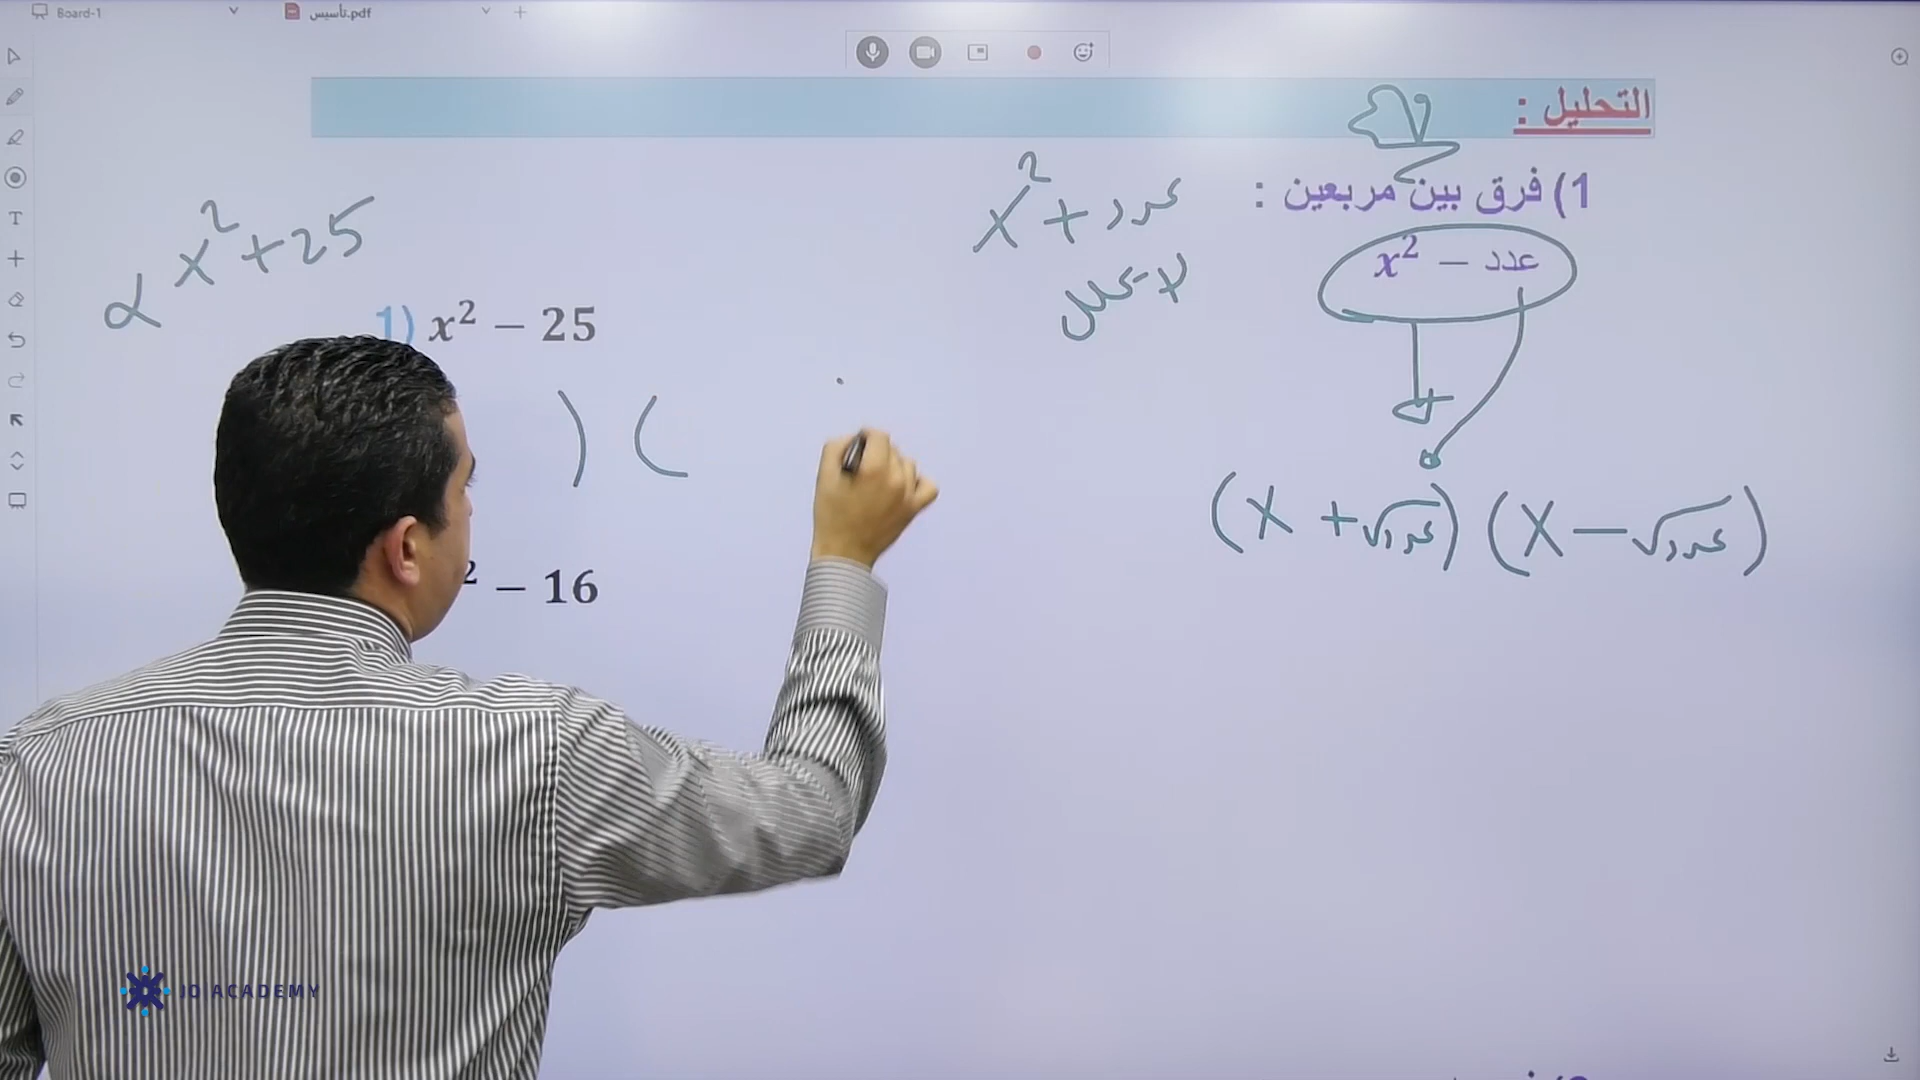 Board-1
تأسيس.pdf
التحليل :
1) فرق بين مربعين :
x² − عدد
x² + عدد
لا يحلل
(x + √عدد) (x − √عدد)
x² + 25
1) x² − 25
) (
² − 16
JO ACADEMY